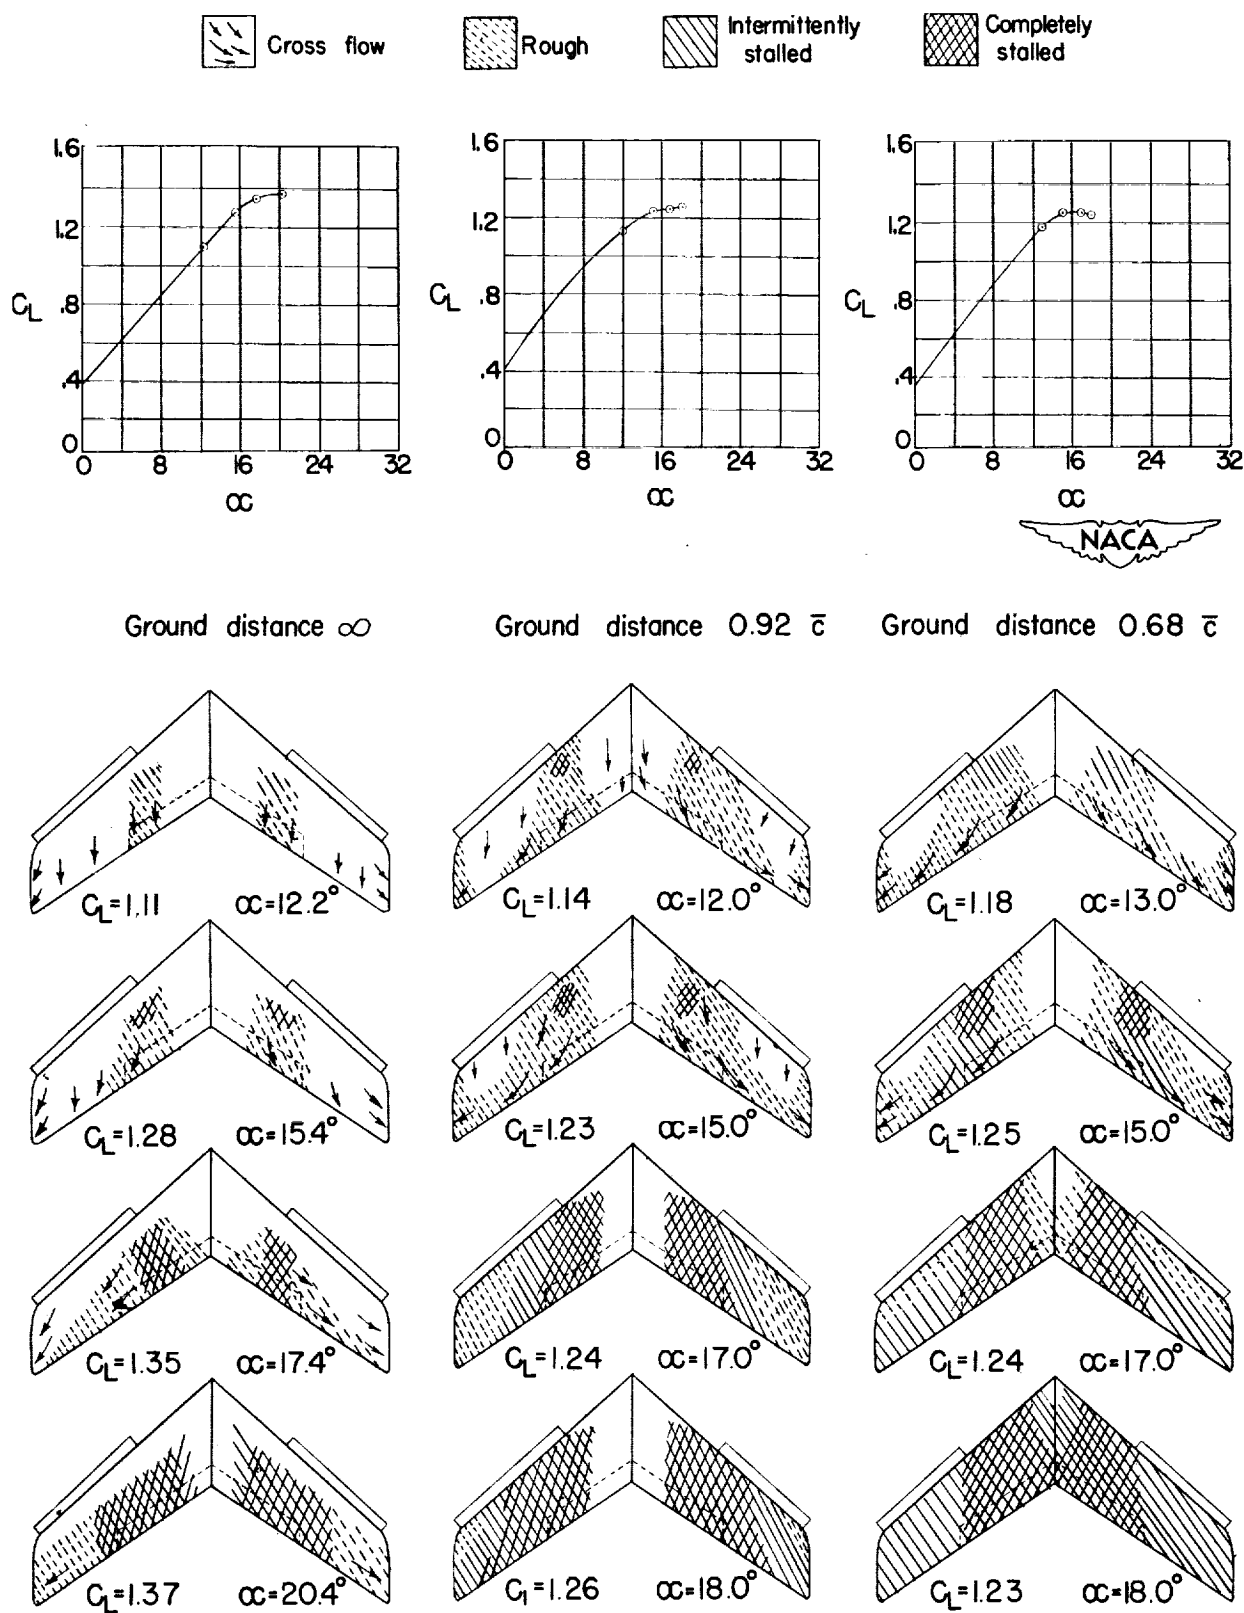 Cross flow
Rough
Intermittently
stalled
Completely
stalled
1.6
1.2
.8
.4
0
C_L
0 8 16 24 32
α
1.6
1.2
.8
.4
0
C_L
0 8 16 24 32
α
1.6
1.2
.8
.4
0
C_L
0 8 16 24 32
α
NACA
Ground distance ∞
Ground distance 0.92 c̄
Ground distance 0.68 c̄
C_L=1.11 α=12.2°
C_L=1.14 α=12.0°
C_L=1.18 α=13.0°
C_L=1.28 α=15.4°
C_L=1.23 α=15.0°
C_L=1.25 α=15.0°
C_L=1.35 α=17.4°
C_L=1.24 α=17.0°
C_L=1.24 α=17.0°
C_L=1.37 α=20.4°
C_l=1.26 α=18.0°
C_L=1.23 α=18.0°